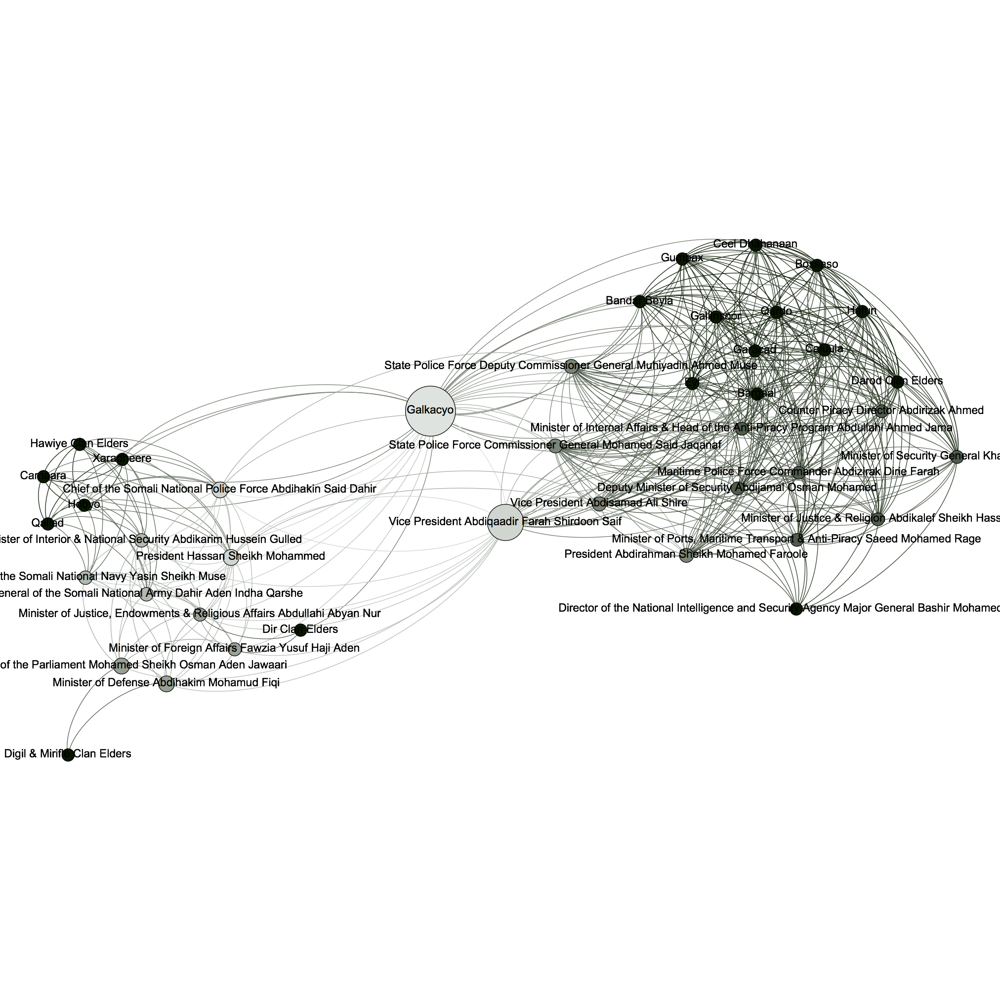 Ceel Dhahanaan
Gumbax
Bossaso
Bandar Beyla
Gallinsoor
Qardo
Hafun
Garacad
Caluula
State Police Force Deputy Commissioner General Muhiyadin Ahmed Muse
Eyl
Darod Clan Elders
Bargaal
Galkacyo
Counter Piracy Director Abdirizak Ahmed
Minister of Internal Affairs & Head of the Anti-Piracy Program Abdullahi Ahmed Jama
Hawiye Clan Elders
State Police Force Commissioner General Mohamed Said Jaqanaf
Xaradheere
Minister of Security General Kha
Camaara
Maritime Police Force Commander Abdizirak Dirie Farah
Chief of the Somali National Police Force Abdihakin Said Dahir
Deputy Minister of Security Abdijamal Osman Mohamed
Hobyo
Vice President Abdisamad Ali Shire
Minister of Justice & Religion Abdikalef Sheikh Hass
Vice President Abdiqaadir Farah Shirdoon Saif
ister of Interior & National Security Abdikarim Hussein Gulled
Minister of Ports, Maritime Transport & Anti-Piracy Saeed Mohamed Rage
President Hassan Sheikh Mohammed
President Abdirahman Sheikh Mohamed Faroole
the Somali National Navy Yasin Sheikh Muse
eneral of the Somali National Army Dahir Aden Indha Qarshe
Director of the National Intelligence and Security Agency Major General Bashir Mohamed
Minister of Justice, Endowments & Religious Affairs Abdullahi Abyan Nur
Dir Clan Elders
Minister of Foreign Affairs Fawzia Yusuf Haji Aden
of the Parliament Mohamed Sheikh Osman Aden Jawaari
Minister of Defense Abdihakim Mohamud Fiqi
Digil & Mirifle Clan Elders